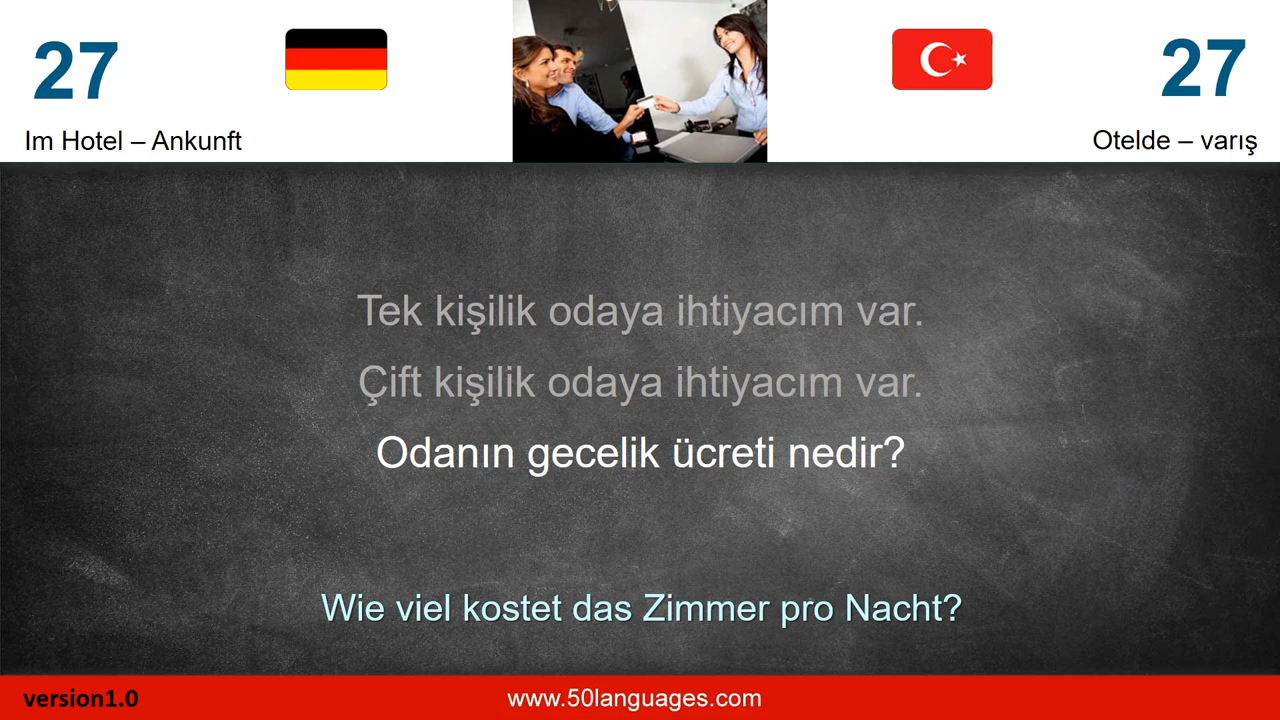 27
27
Im Hotel – Ankunft
Otelde – varış
Tek kişilik odaya ihtiyacım var.
Çift kişilik odaya ihtiyacım var.
Odanın gecelik ücreti nedir?
Wie viel kostet das Zimmer pro Nacht?
version1.0
www.50languages.com